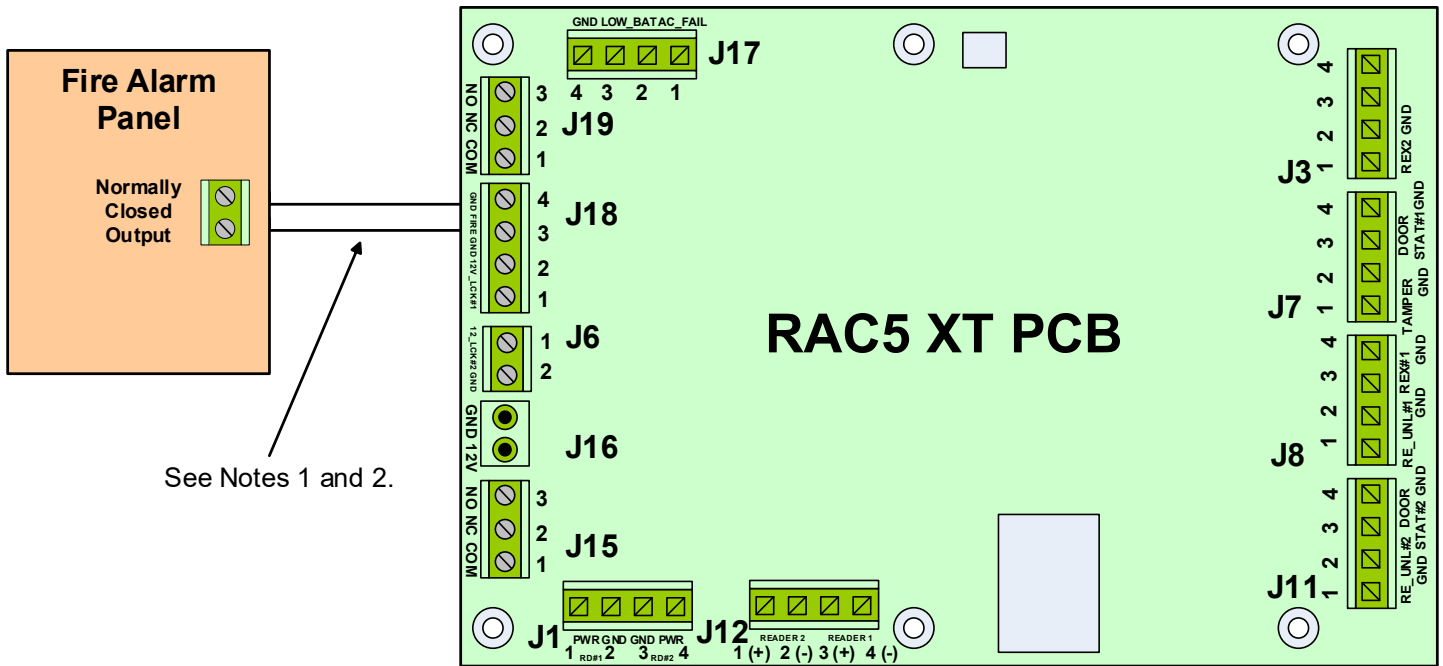 Fire Alarm
Panel
Normally
Closed
Output
See Notes 1 and 2.
RAC5 XT PCB
GND LOW_BAT AC_FAIL
4 3 2 1
J17
NO NC COM
3
2
1
J19
GND FIRE GND 12V_LCK#1
4
3
2
1
J18
12_LCK#2 GND
1
2
J6
GND 12V
J16
NO NC COM
3
2
1
J15
J1
PWR GND GND PWR
1 RD#1 2 3 RD#2 4
J12
READER 2 READER 1
1 (+) 2 (-) 3 (+) 4 (-)
4
3
2
1
J3
REX2 GND
4
3
2
1
J7
TAMPER DOOR
GND STAT#1 GND
4
3
2
1
J8
RE_UNL#1 REX#1
GND GND
4
3
2
1
J11
RE_UNL#2 DOOR
GND STAT#2 GND